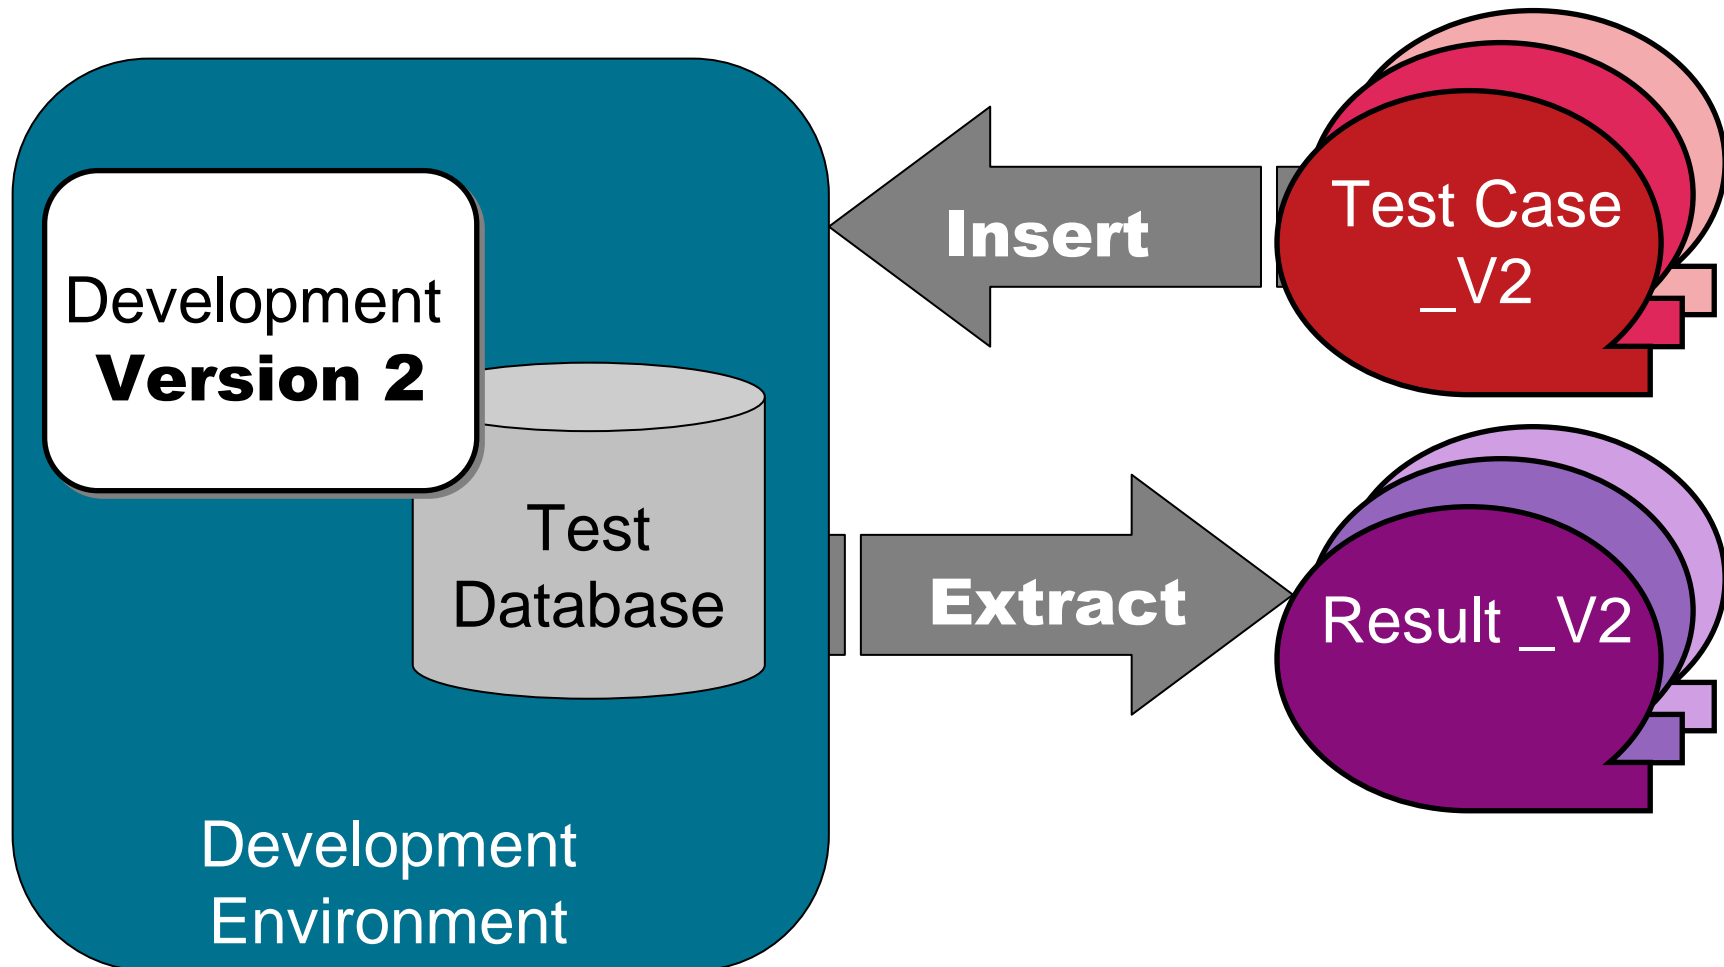 Development
Version 2
Test
Database
Development
Environment
Insert
Extract
Test Case
_V2
Result _V2